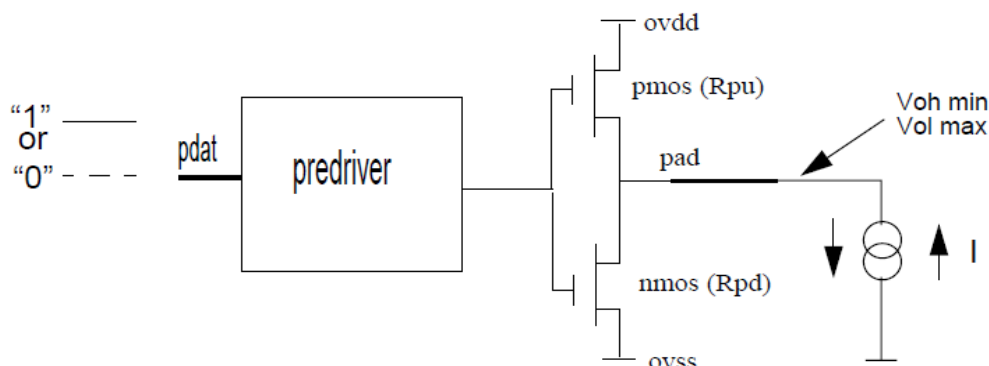 ovdd
pmos (Rpu)
Voh min
Vol max
“1”
or
“0”
pdat
predriver
pad
I
nmos (Rpd)
ovss